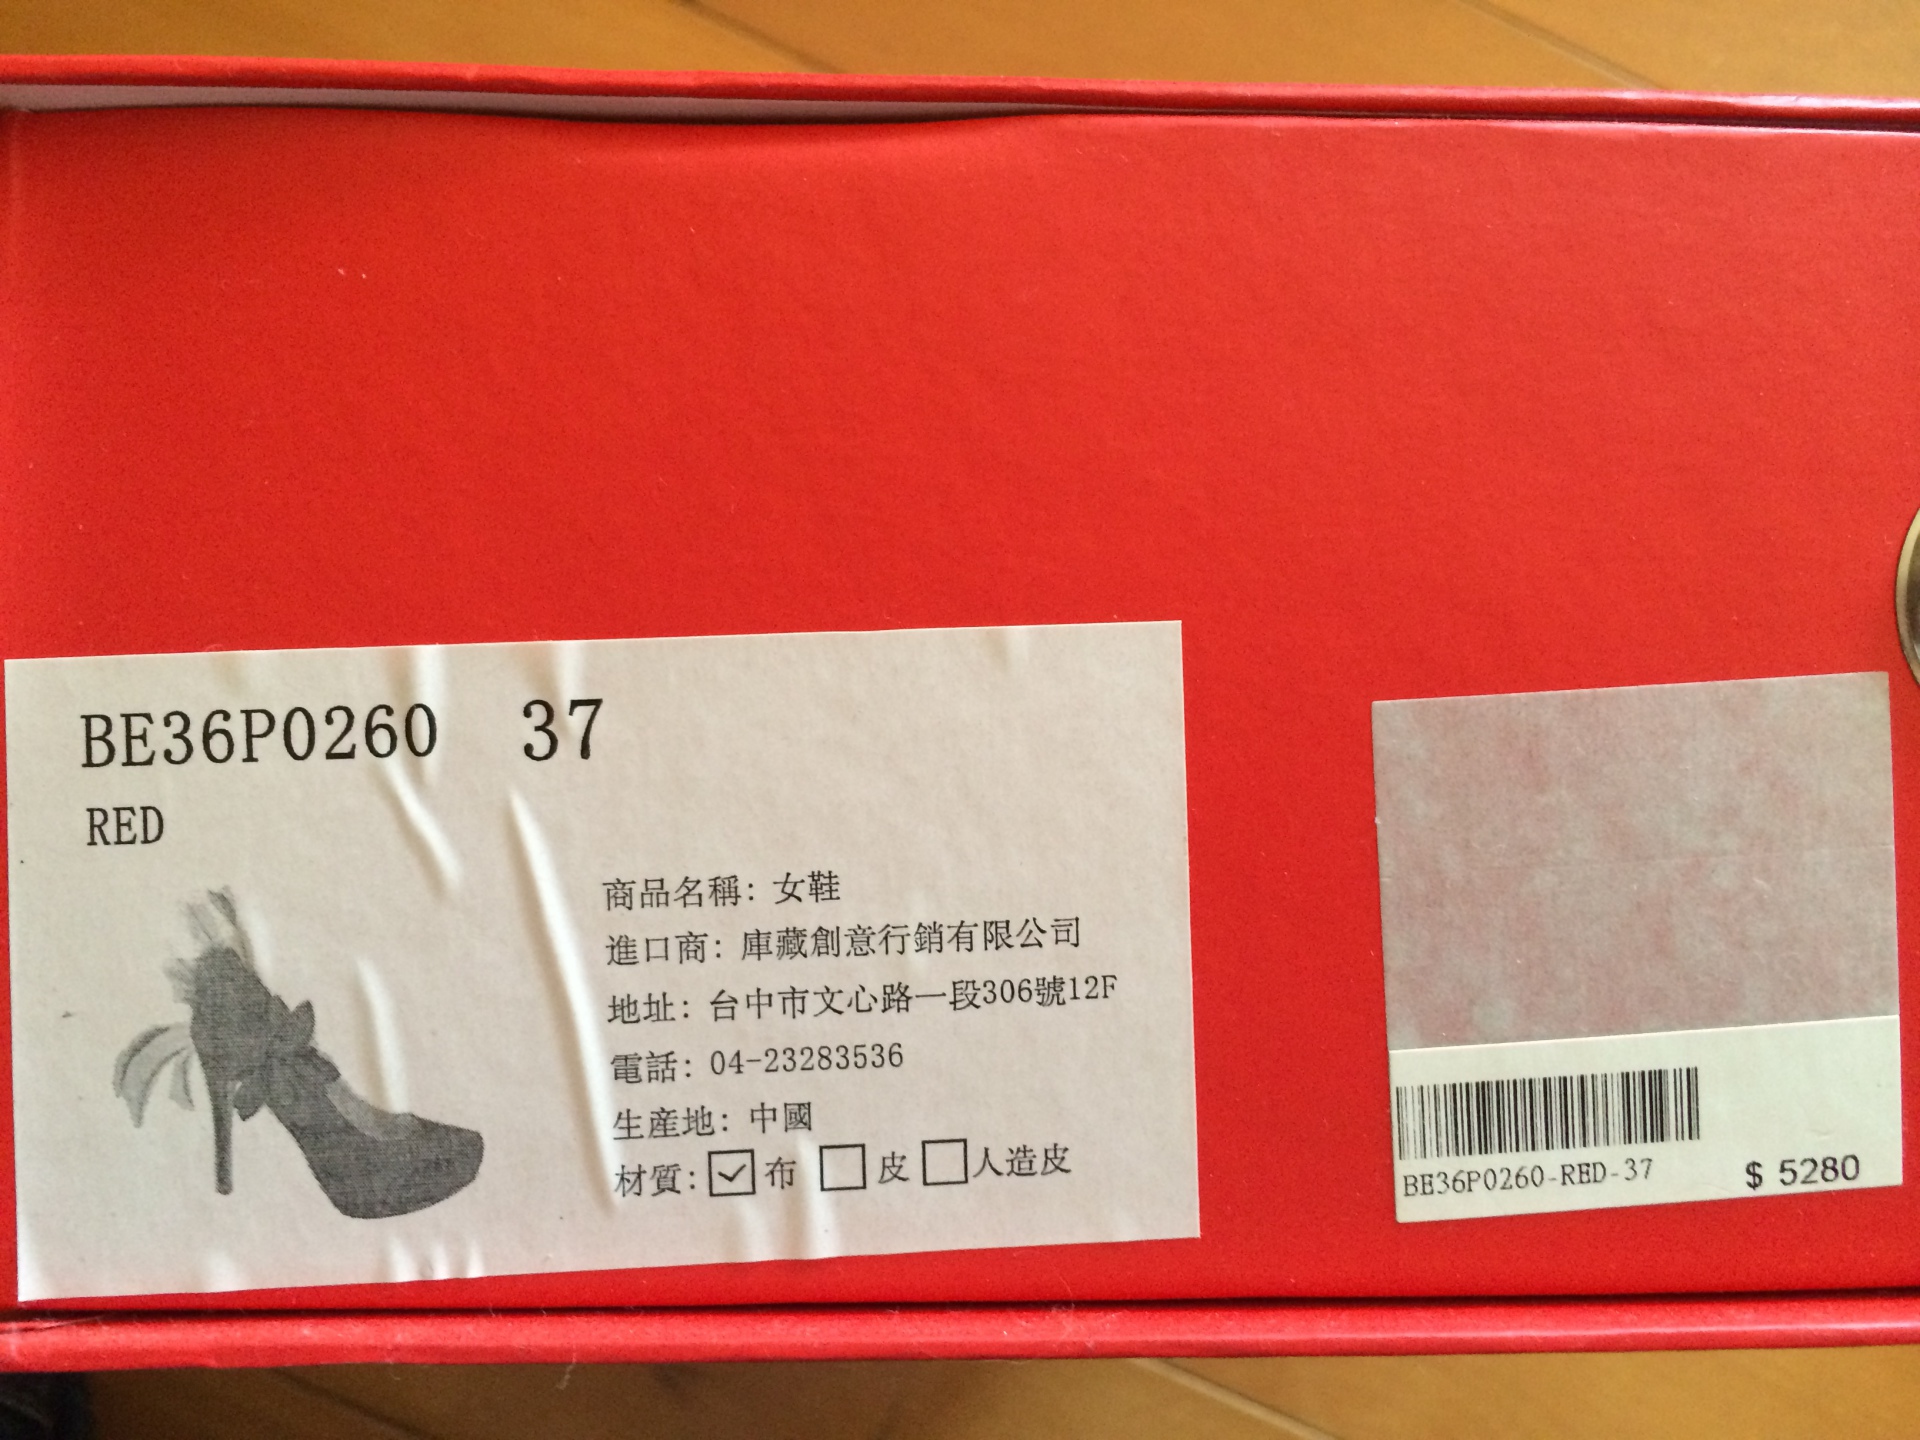 BE36P0260 37
RED
商品名稱: 女鞋
進口商: 庫藏創意行銷有限公司
地址: 台中市文心路一段306號12F
電話: 04-23283536
生產地: 中國
材質: ☑布 ☐皮 ☐人造皮
BE36P0260-RED-37
$ 5280